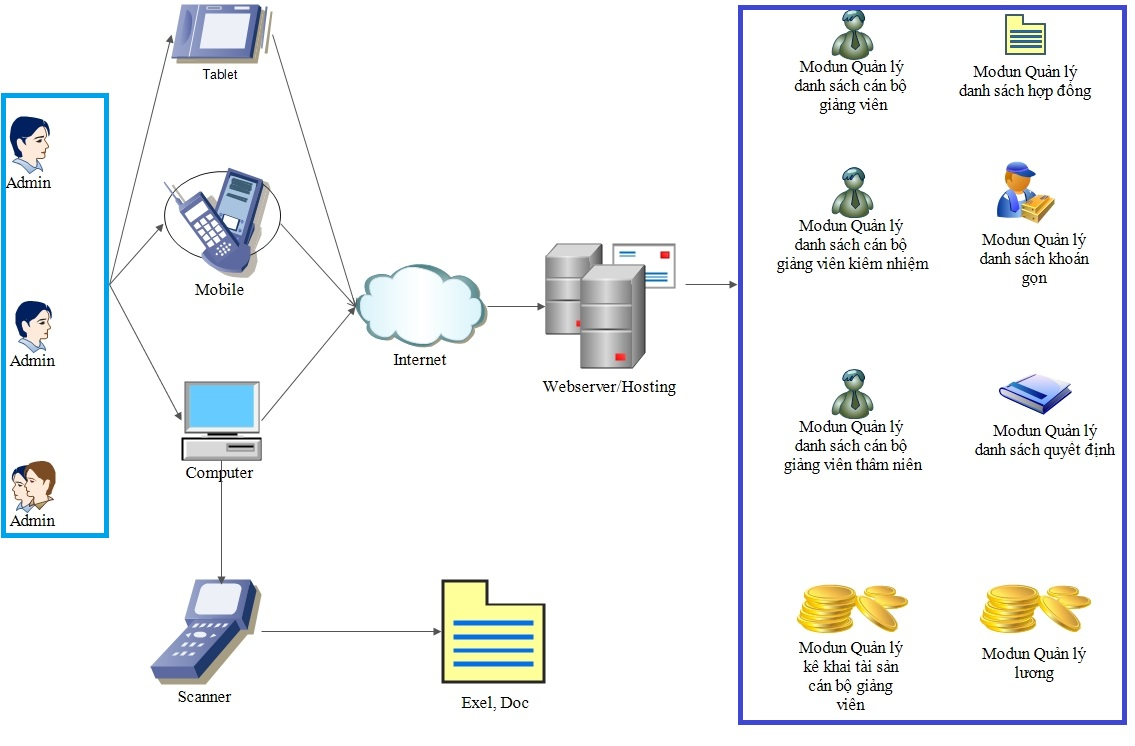 Tablet
Admin
Mobile
Admin
Computer
Admin
Scanner
Exel, Doc
Internet
Webserver/Hosting
Modun Quản lý
danh sách cán bộ
giảng viên
Modun Quản lý
danh sách hợp đồng
Modun Quản lý
danh sách cán bộ
giảng viên kiêm nhiệm
Modun Quản lý
danh sách khoán
gọn
Modun Quản lý
danh sách cán bộ
giảng viên thâm niên
Modun Quản lý
danh sách quyết định
Modun Quản lý
kê khai tài sản
cán bộ giảng
viên
Modun Quản lý
lương